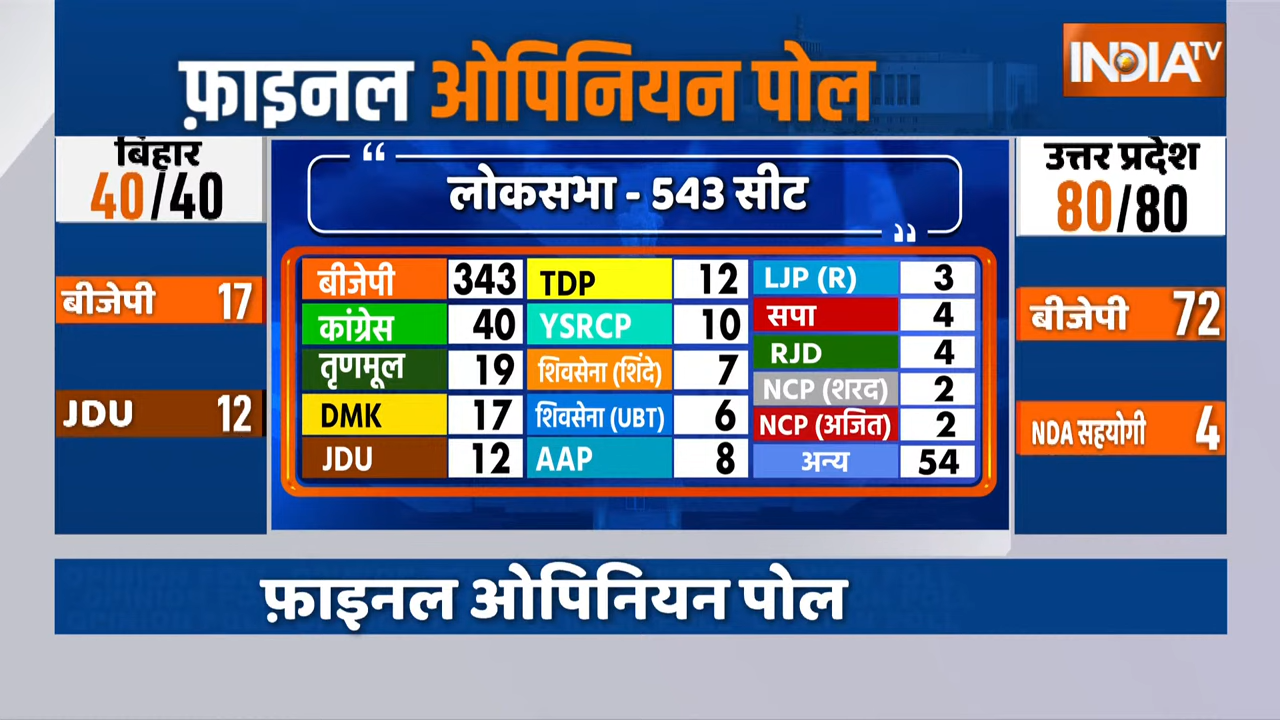 फ़ाइनल ओपिनियन पोल
INDIA TV
बिहार
40/40
बीजेपी 17
JDU 12
“ लोकसभा - 543 सीट ”
बीजेपी 343 TDP 12 LJP (R) 3
कांग्रेस 40 YSRCP 10 सपा 4
तृणमूल 19 शिवसेना (शिंदे) 7 RJD 4
DMK 17 शिवसेना (UBT) 6 NCP (शरद) 2
JDU 12 AAP 8 NCP (अजित) 2
अन्य 54
उत्तर प्रदेश
80/80
बीजेपी 72
NDA सहयोगी 4
फ़ाइनल ओपिनियन पोल